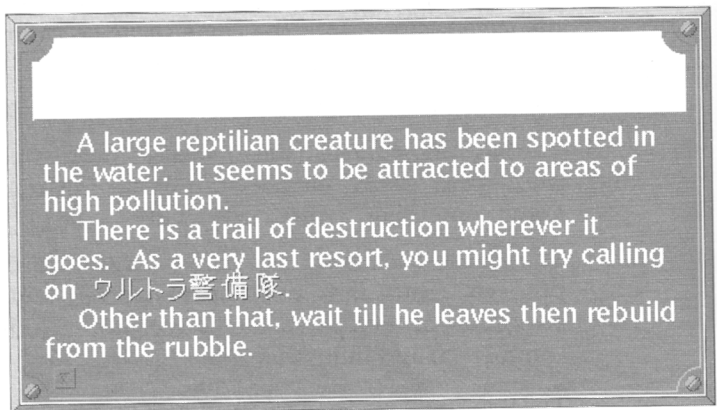 A large reptilian creature has been spotted in
the water. It seems to be attracted to areas of
high pollution.
There is a trail of destruction wherever it
goes. As a very last resort, you might try calling
on ウルトラ警備隊.
Other than that, wait till he leaves then rebuild
from the rubble.